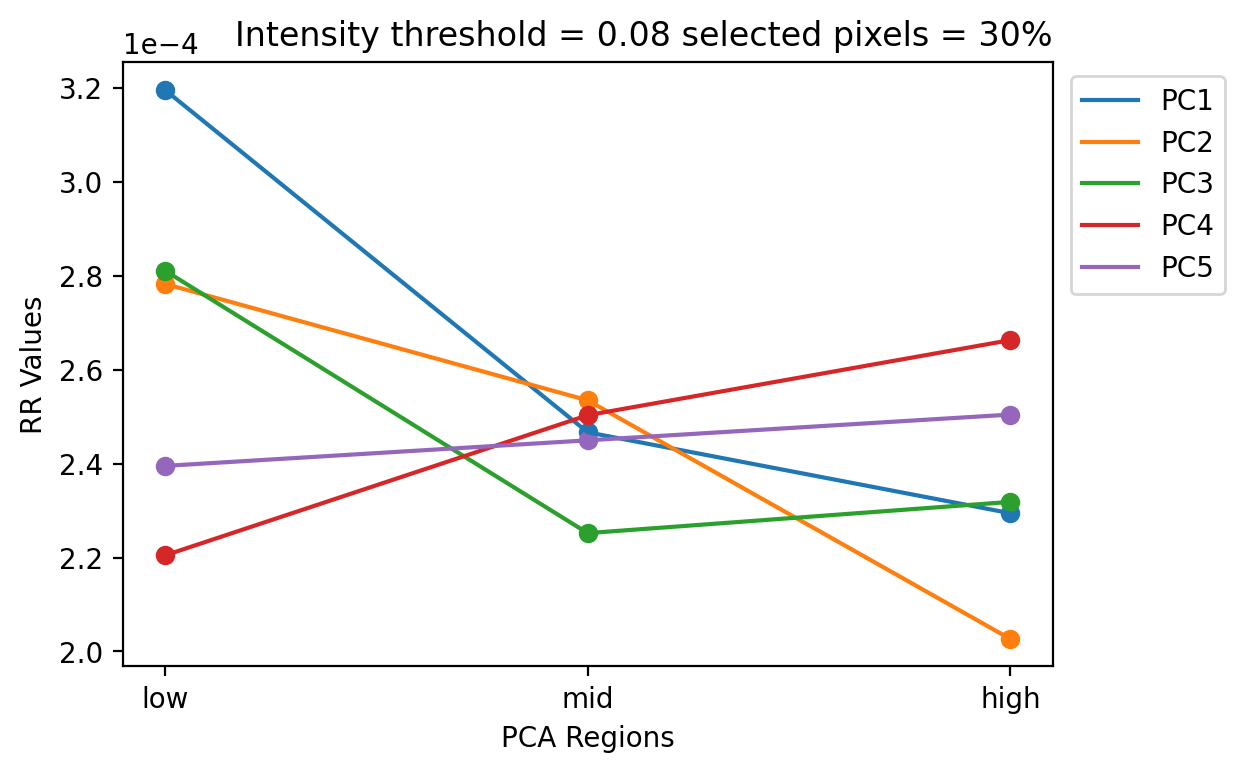 1e−4
Intensity threshold = 0.08 selected pixels = 30%
3.2
3.0
2.8
2.6
2.4
2.2
2.0
RR Values
low
mid
high
PCA Regions
PC1
PC2
PC3
PC4
PC5